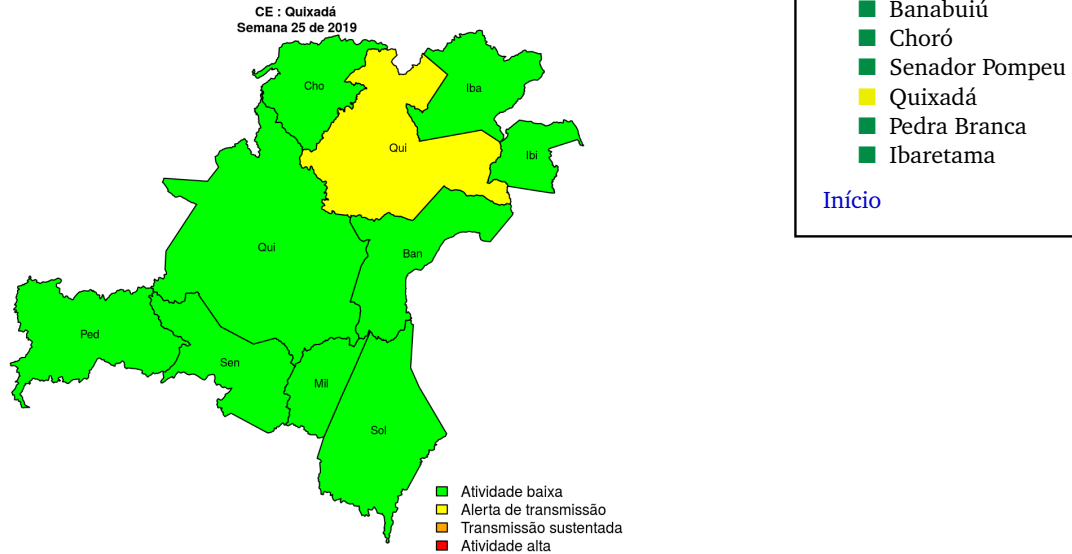 CE : Quixadá
Semana 25 de 2019
Cho
Iba
Qui
Ibi
Qui
Ban
Ped
Sen
Mil
Sol
Atividade baixa
Alerta de transmissão
Transmissão sustentada
Atividade alta
Banabuiú
Choró
Senador Pompeu
Quixadá
Pedra Branca
Ibaretama
Início